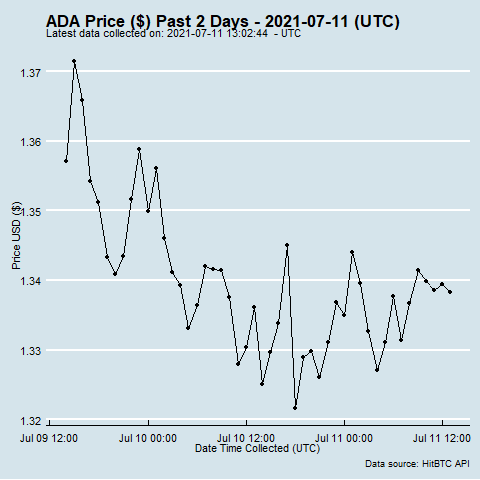 ADA Price ($) Past 2 Days - 2021-07-11 (UTC)
Latest data collected on: 2021-07-11 13:02:44 - UTC
1.37
1.36
1.35
1.34
1.33
1.32
Price USD ($)
Jul 09 12:00 Jul 10 00:00 Jul 10 12:00 Jul 11 00:00 Jul 11 12:00
Date Time Collected (UTC)
Data source: HitBTC API